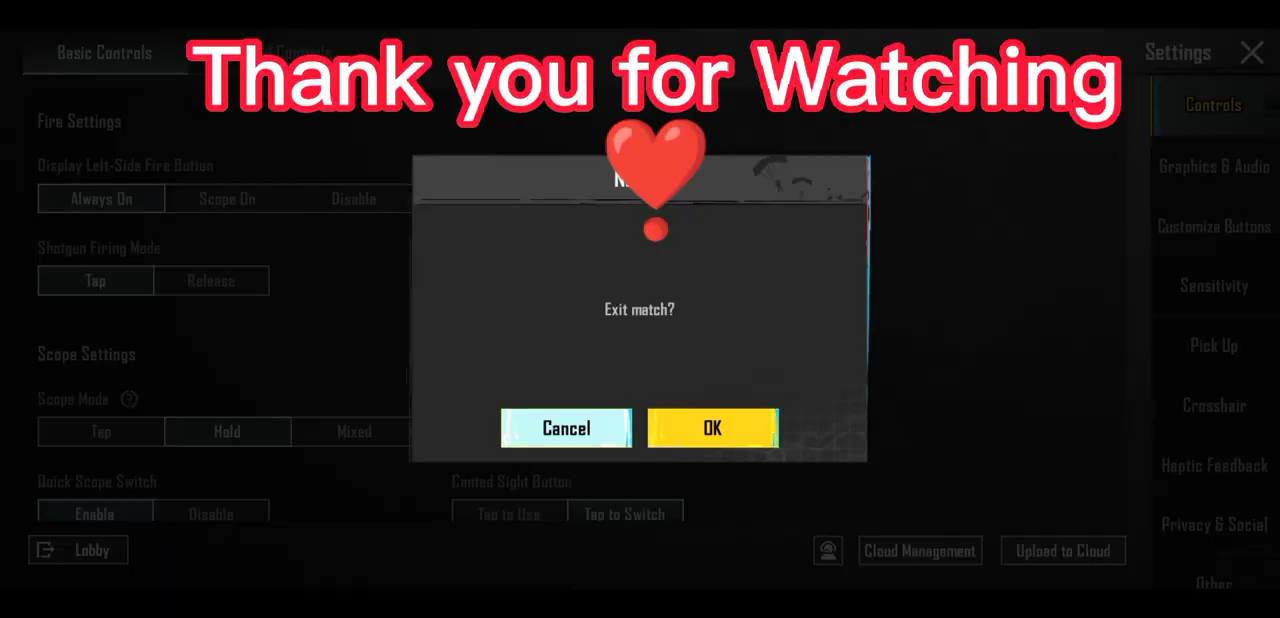 Thank you for Watching
Basic Controls
Settings
Fire Settings
Controls
Display Left-Side Fire Button
Graphics & Audio
Always On
Scope On
Disable
Customize Buttons
Shotgun Firing Mode
Tap
Release
Sensitivity
Exit match?
Pick Up
Scope Settings
Scope Mode
Crosshair
Tap
Hold
Mixed
Cancel
OK
Haptic Feedback
Quick Scope Switch
Canted Sight Button
Enable
Disable
Tap to Use
Tap to Switch
Privacy & Social
Lobby
Cloud Management
Upload to Cloud
Other